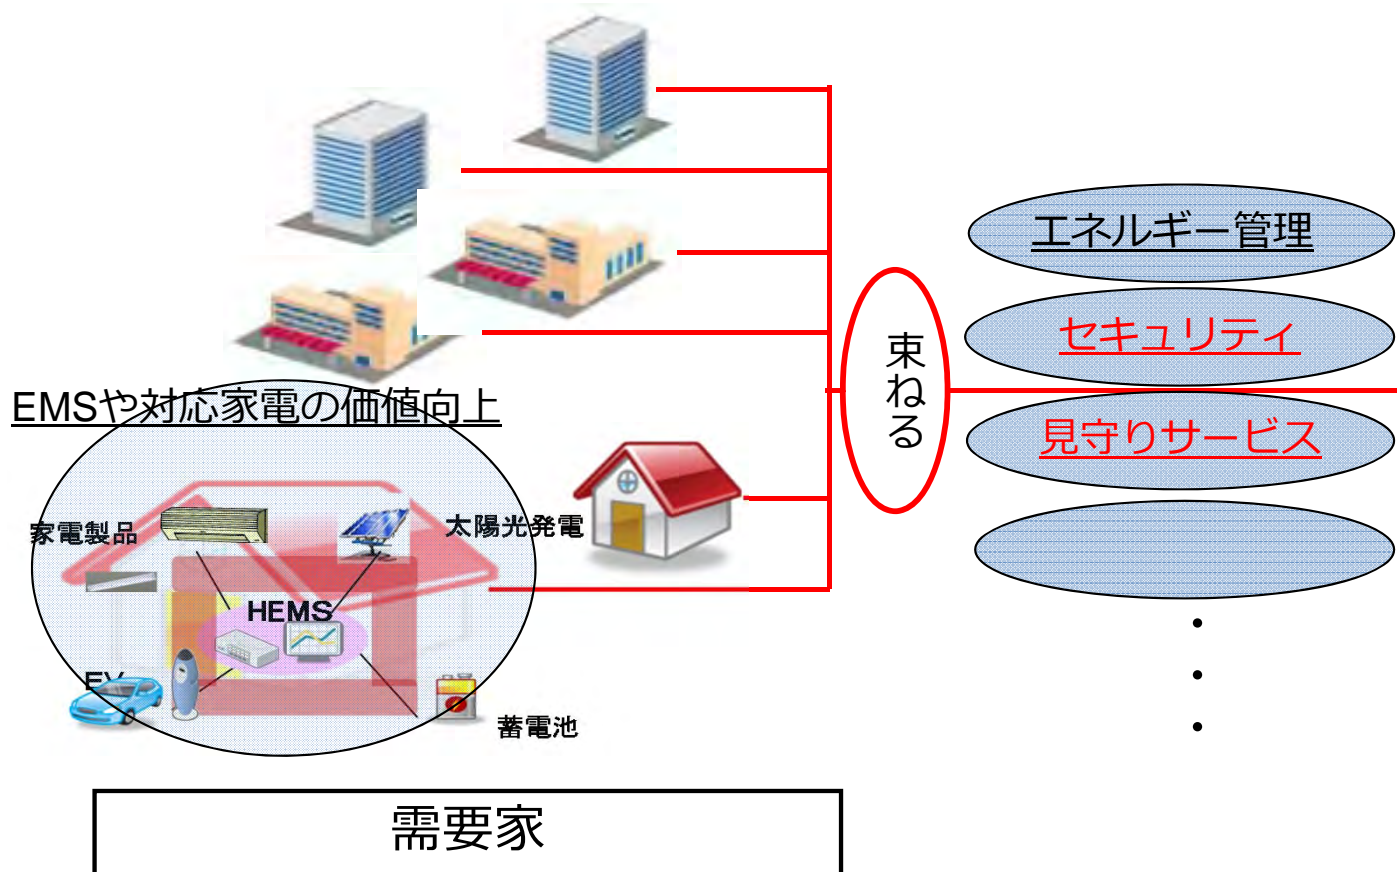 エネルギー管理
セキュリティ
束ねる
見守りサービス
EMSや対応家電の価値向上
家電製品
太陽光発電
HEMS
EV
蓄電池
・
・
・
需要家